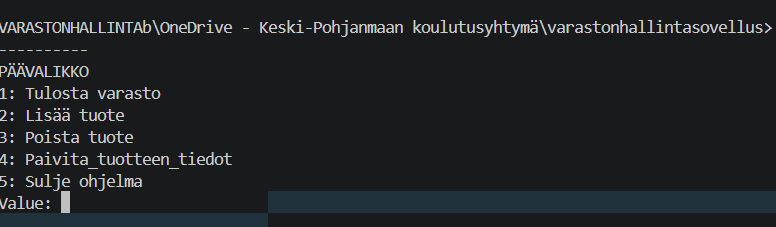 VARASTONHALLINTAb\OneDrive - Keski-Pohjanmaan koulutusyhtymä\varastonhallintasovellus>
----------
PÄÄVALIKKO
1: Tulosta varasto
2: Lisää tuote
3: Poista tuote
4: Paivita_tuotteen_tiedot
5: Sulje ohjelma
Value: